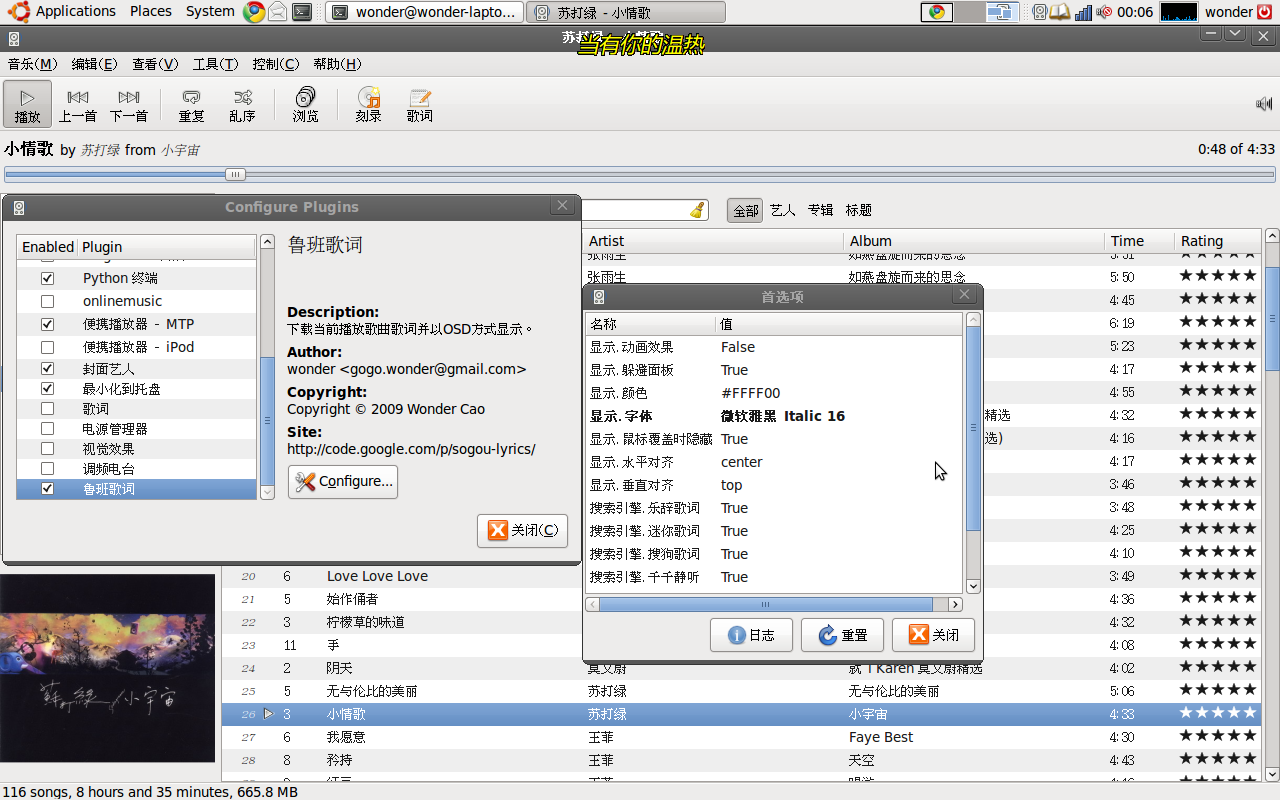 Applications Places System wonder@wonder-lapto... 苏打绿 - 小情歌 00:06 wonder
当有你的温热
音乐(M) 编辑(E) 查看(V) 工具(T) 控制(C) 帮助(H)
播放 上一首 下一首 重复 乱序 浏览 刻录 歌词
小情歌 by 苏打绿 from 小宇宙 0:48 of 4:33
全部 艺人 专辑 标题
Artist Album Time Rating
张雨生 如燕盘旋而来的思念 5:50
4:45
6:19
5:23
4:17
4:55
精选 4:32
选) 4:16
4:17
3:46
3:48
4:25
4:10
20 6 Love Love Love 3:49
21 5 始作俑者 4:36
22 3 柠檬草的味道 4:32
23 11 手 4:08
24 2 阴天 莫文蔚 就 i Karen 莫文蔚精选 4:02
25 5 无与伦比的美丽 苏打绿 无与伦比的美丽 5:06
26 3 小情歌 苏打绿 小宇宙 4:33
27 6 我愿意 王菲 Faye Best 4:30
28 8 矜持 王菲 天空 4:43
Configure Plugins
Enabled Plugin
Python 终端
onlinemusic
便携播放器 - MTP
便携播放器 - iPod
封面艺人
最小化到托盘
歌词
电源管理器
视觉效果
调频电台
鲁班歌词
鲁班歌词
Description:
下载当前播放歌曲歌词并以OSD方式显示。
Author:
wonder <gogo.wonder@gmail.com>
Copyright:
Copyright © 2009 Wonder Cao
Site:
http://code.google.com/p/sogou-lyrics/
Configure...
关闭(C)
首选项
名称 值
显示.动画效果 False
显示.躲避面板 True
显示.颜色 #FFFF00
显示.字体 微软雅黑 Italic 16
显示.鼠标覆盖时隐藏 True
显示.水平对齐 center
显示.垂直对齐 top
搜索引擎.乐辞歌词 True
搜索引擎.迷你歌词 True
搜索引擎.搜狗歌词 True
搜索引擎.千千静听 True
日志 重置 关闭
蘇打綠 小宇宙
116 songs, 8 hours and 35 minutes, 665.8 MB